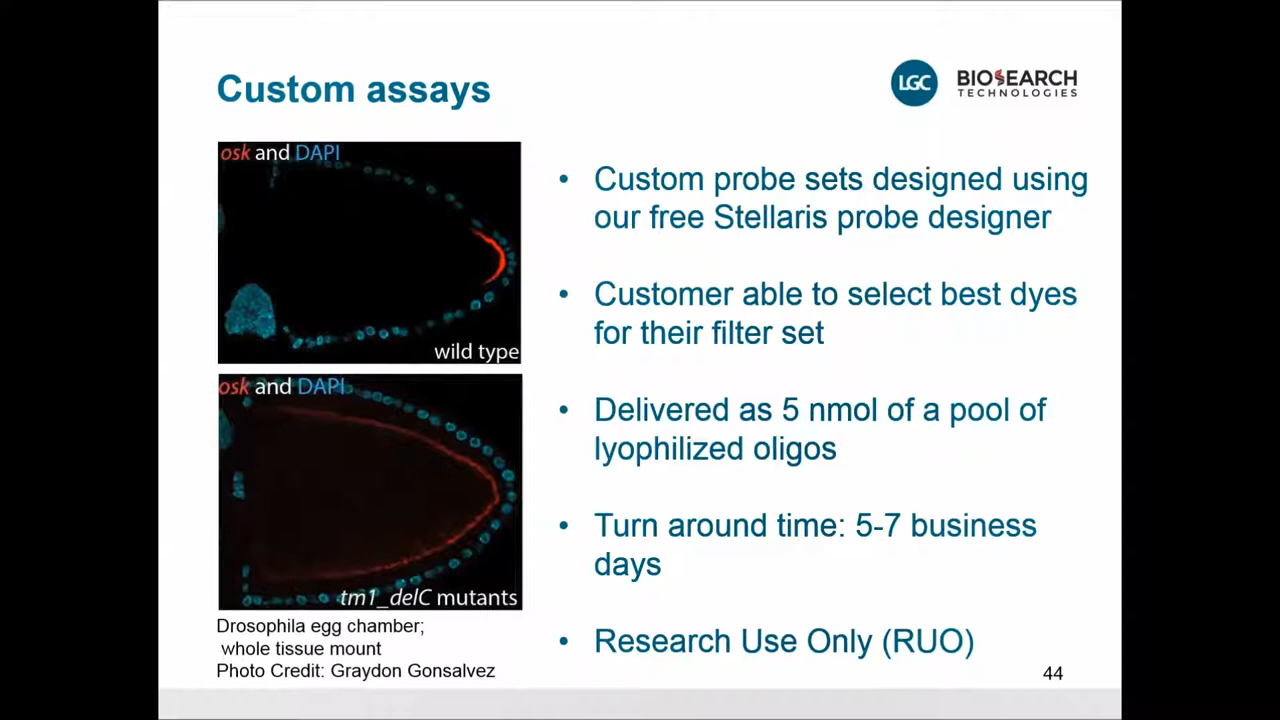 Custom assays
LGC
BIOSEARCH
TECHNOLOGIES
osk and DAPI
wild type
osk and DAPI
tm1_delC mutants
Drosophila egg chamber;
whole tissue mount
Photo Credit: Graydon Gonsalvez
• Custom probe sets designed using
our free Stellaris probe designer
• Customer able to select best dyes
for their filter set
• Delivered as 5 nmol of a pool of
lyophilized oligos
• Turn around time: 5-7 business
days
• Research Use Only (RUO)
44